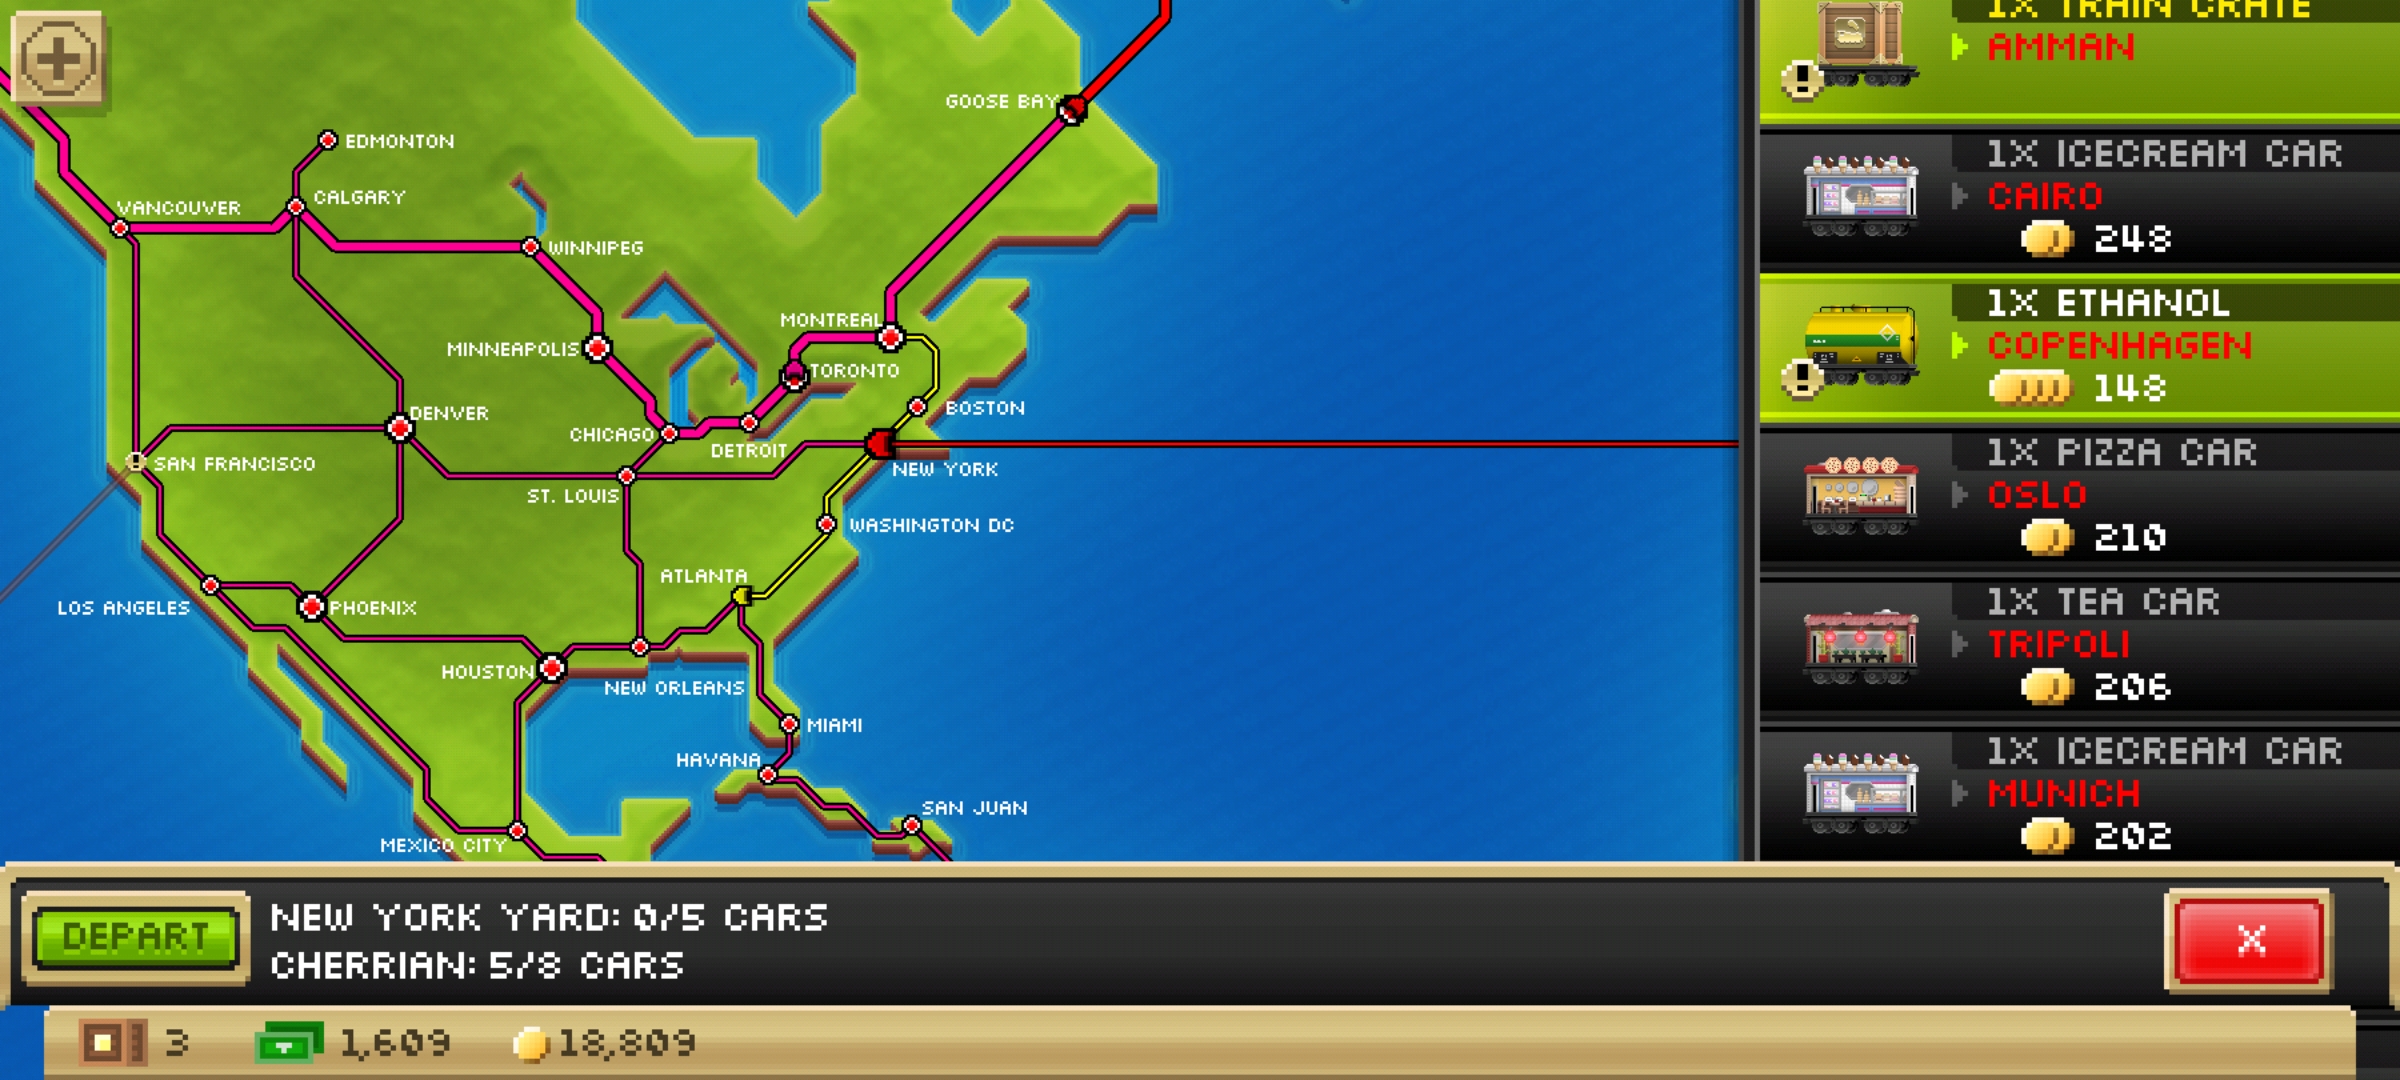 1X TRAIN CRATE
AMMAN
1X ICECREAM CAR
CAIRO
248
1X ETHANOL
COPENHAGEN
148
1X PIZZA CAR
OSLO
210
1X TEA CAR
TRIPOLI
206
1X ICECREAM CAR
MUNICH
202
GOOSE BAY
EDMONTON
CALGARY
VANCOUVER
WINNIPEG
MONTREAL
MINNEAPOLIS
TORONTO
DENVER
BOSTON
CHICAGO
DETROIT
SAN FRANCISCO
NEW YORK
ST. LOUIS
WASHINGTON DC
ATLANTA
LOS ANGELES
PHOENIX
HOUSTON
NEW ORLEANS
MIAMI
HAVANA
SAN JUAN
MEXICO CITY
DEPART
NEW YORK YARD: 0/5 CARS
CHERRIAN: 5/8 CARS
X
3
1,609
18,809